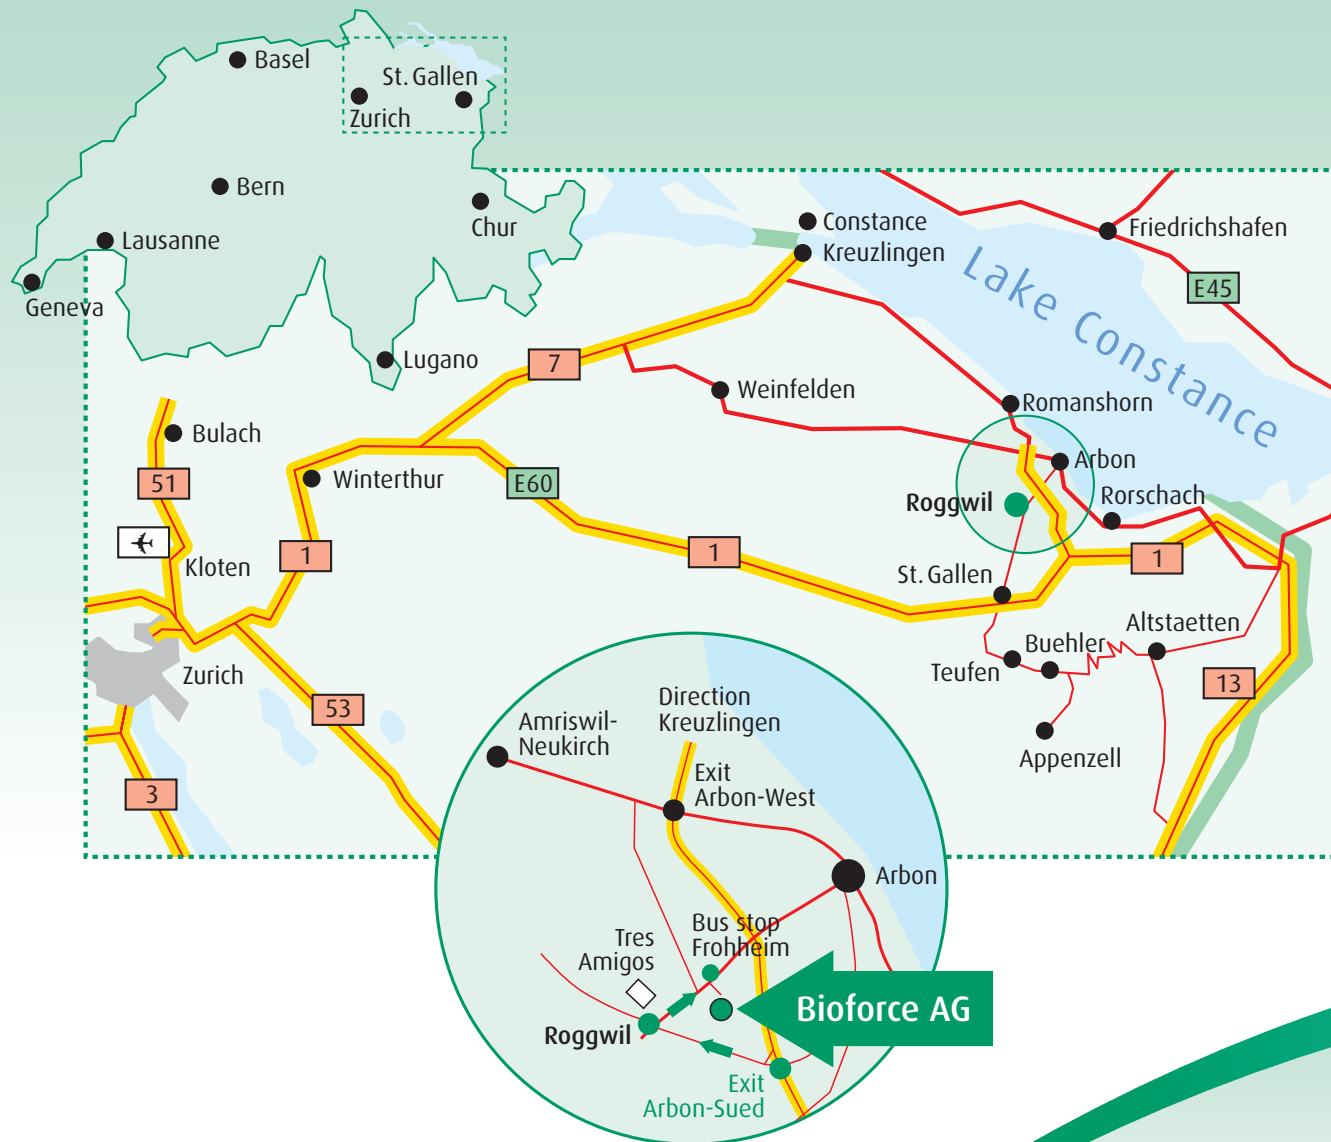 Basel
St. Gallen
Zurich
Bern
Chur
Lausanne
Geneva
Lugano
Constance
Kreuzlingen
Friedrichshafen
E45
Lake Constance
7
Weinfelden
Romanshorn
Bulach
Winterthur
Arbon
51
E60
Rorschach
Roggwil
Kloten
1
1
1
St. Gallen
Altstaetten
Buehler
Teufen
Zurich
13
53
Appenzell
3
Direction
Kreuzlingen
Amriswil-
Neukirch
Exit
Arbon-West
Arbon
Bus stop
Frohheim
Tres
Amigos
Bioforce AG
Roggwil
Exit
Arbon-Sued